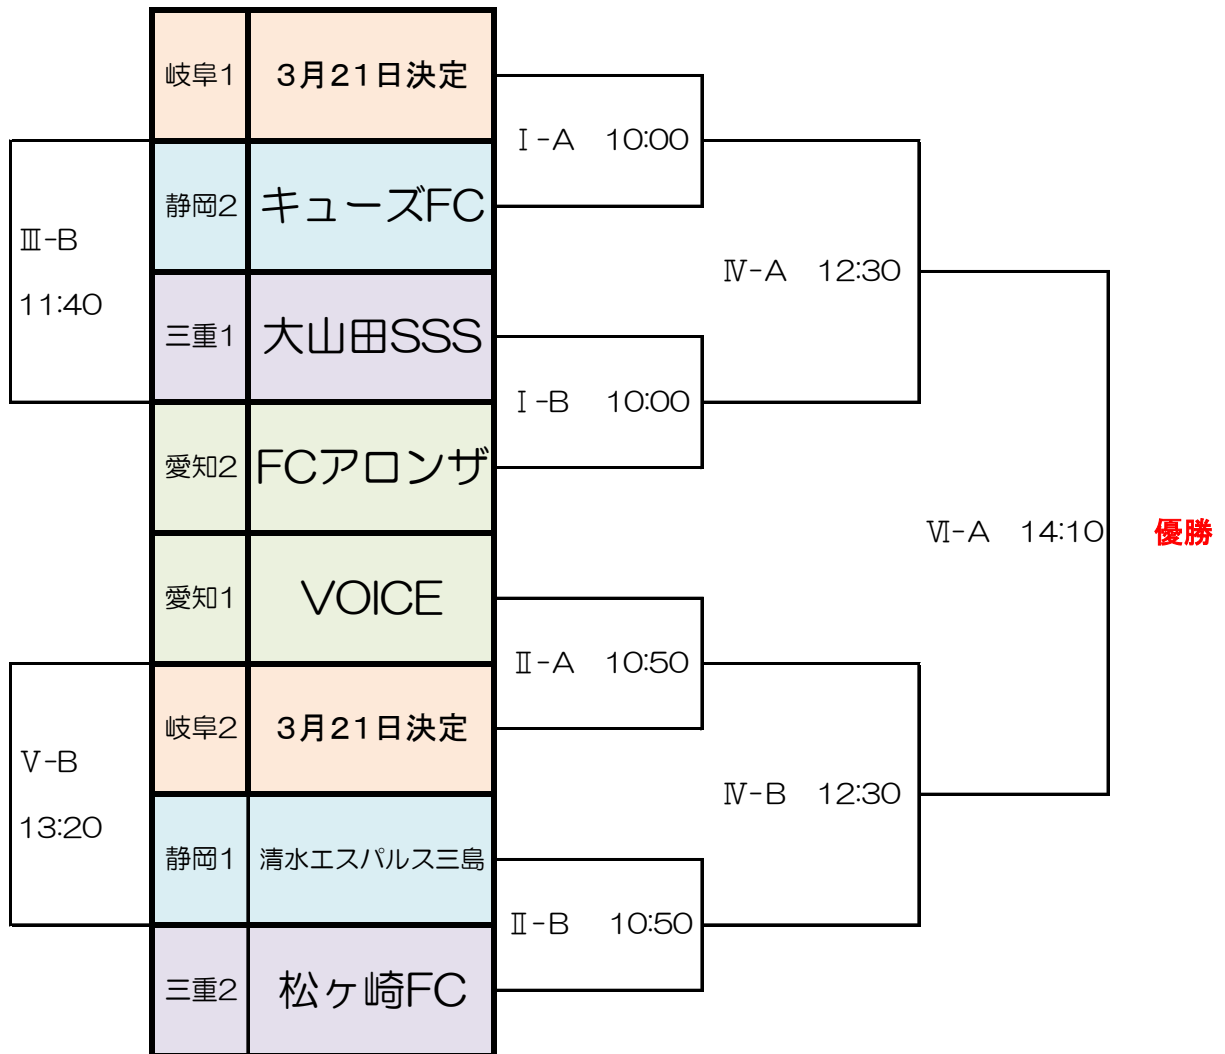 岐阜1 3月21日決定
Ⅰ-A 10:00
静岡2 キューズFC
Ⅲ-B
11:40
Ⅳ-A 12:30
三重1 大山田SSS
Ⅰ-B 10:00
愛知2 FCアロンザ
Ⅵ-A 14:10 優勝
愛知1 VOICE
Ⅱ-A 10:50
岐阜2 3月21日決定
Ⅴ-B
13:20
Ⅳ-B 12:30
静岡1 清水エスパルス三島
Ⅱ-B 10:50
三重2 松ヶ崎FC